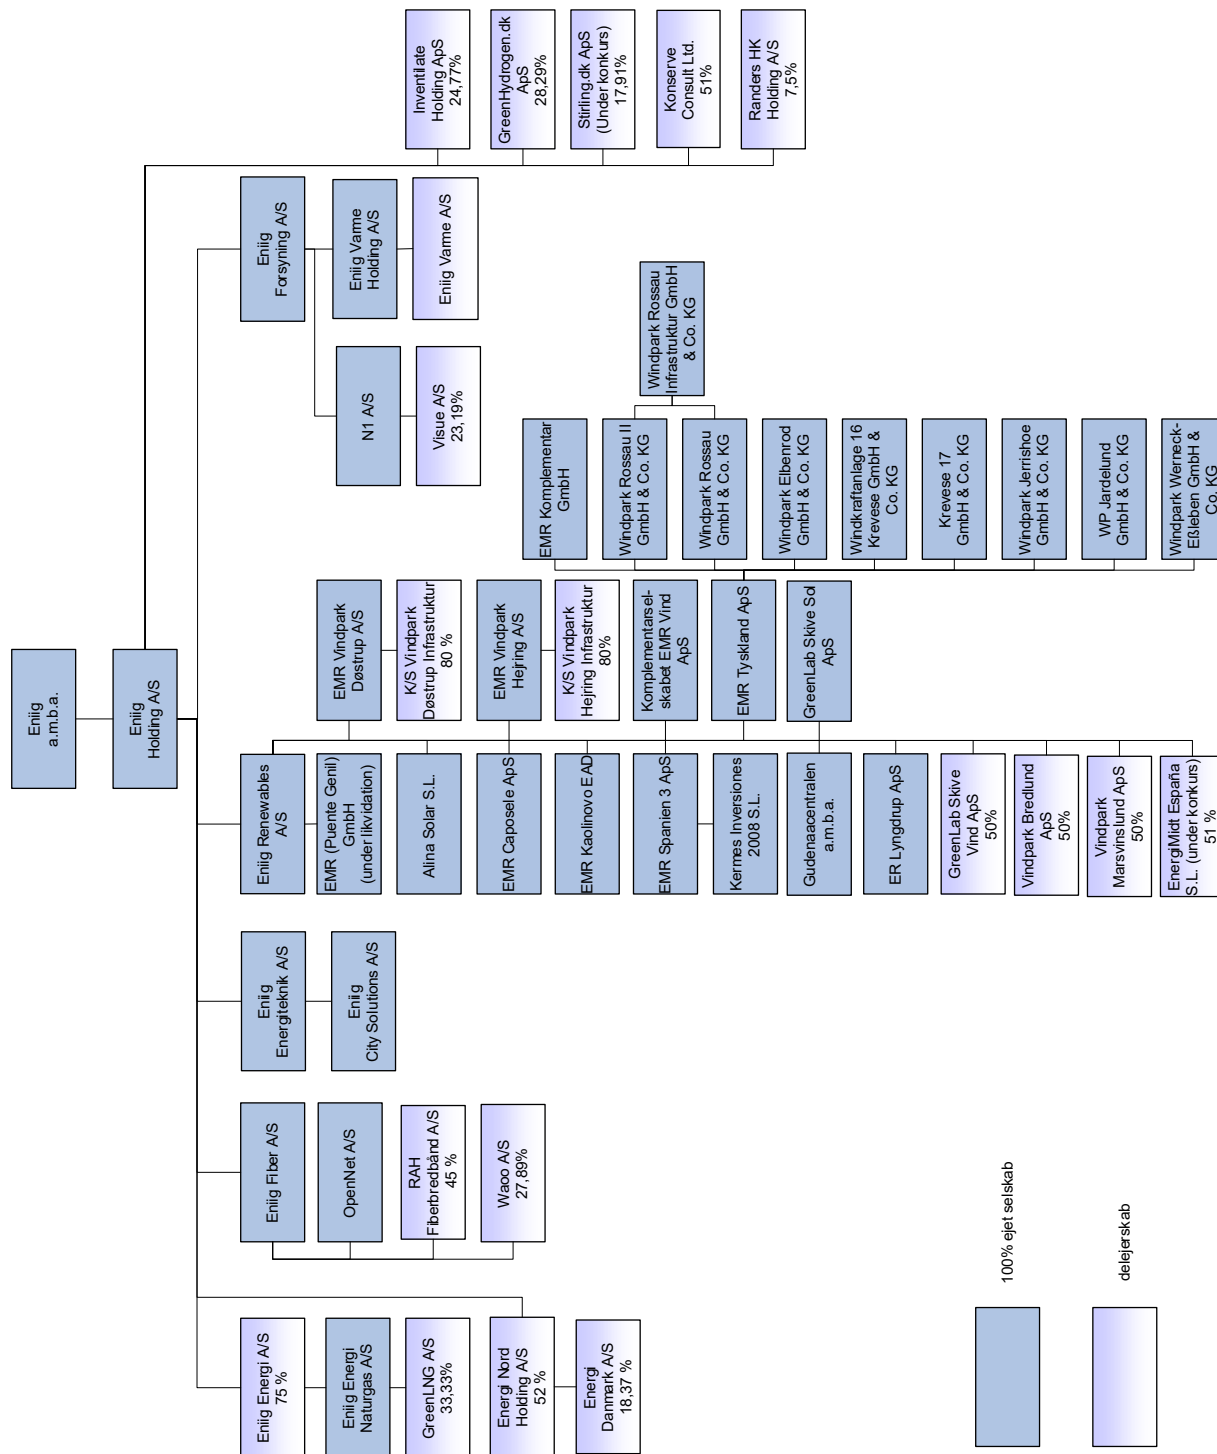 Eniig
a.m.b.a.
Eniig
Holding A/S
Eniig Energi A/S
75 %
Eniig Energi
Naturgas A/S
GreenLNG A/S
33,33%
Energi Nord
Holding A/S
52 %
Energi
Danmark A/S
18,37 %
Eniig Fiber A/S
OpenNet A/S
RAH
Fiberbredbånd A/S
45 %
Waoo A/S
27,89%
Eniig
Energiteknik A/S
Eniig
City Solutions A/S
Eniig Renewables
A/S
EMR (Puente Genil)
GmbH
(under likvidation)
Alina Solar S.L.
EMR Caposele ApS
EMR Kaolinovo EAD
EMR Spanien 3 ApS
Kermes Inversiones
2008 S.L.
Gudenaacentralen
a.m.b.a.
ER Lyngdrup ApS
GreenLab Skive
Vind ApS
50%
Vindpark Bredlund
ApS
50%
Vindpark
Marsvinslund ApS
50%
EnergiMidt España
S.L. (under konkurs)
51 %
EMR Vindpark
Døstrup A/S
K/S Vindpark
Døstrup Infrastruktur
80 %
EMR Vindpark
Hejring A/S
K/S Vindpark
Hejring Infrastruktur
80%
Komplementarsel-
skabet EMR Vind
ApS
EMR Tyskland ApS
GreenLab Skive Sol
ApS
EMR Komplementar
GmbH
Windpark Rossau II
GmbH & Co. KG
Windpark Rossau
GmbH & Co. KG
Windpark Elbenrod
GmbH & Co. KG
Windkraftanlage 16
Krevese GmbH &
Co. KG
Krevese 17
GmbH & Co. KG
Windpark Jerrishoe
GmbH & Co. KG
WP Jardelund
GmbH & Co. KG
Windpark Werneck-
Eßleben GmbH &
Co. KG
Windpark Rossau
Infrastruktur GmbH
& Co. KG
Eniig
Forsyning A/S
N1 A/S
Visue A/S
23,19%
Eniig Varme
Holding A/S
Eniig Varme A/S
Inventilate
Holding ApS
24,77%
GreenHydrogen.dk
ApS
28,29%
Stirling.dk ApS
(Under konkurs)
17,91%
Konserve
Consult Ltd.
51%
Randers HK
Holding A/S
7,5%
100% ejet selskab
delejerskab